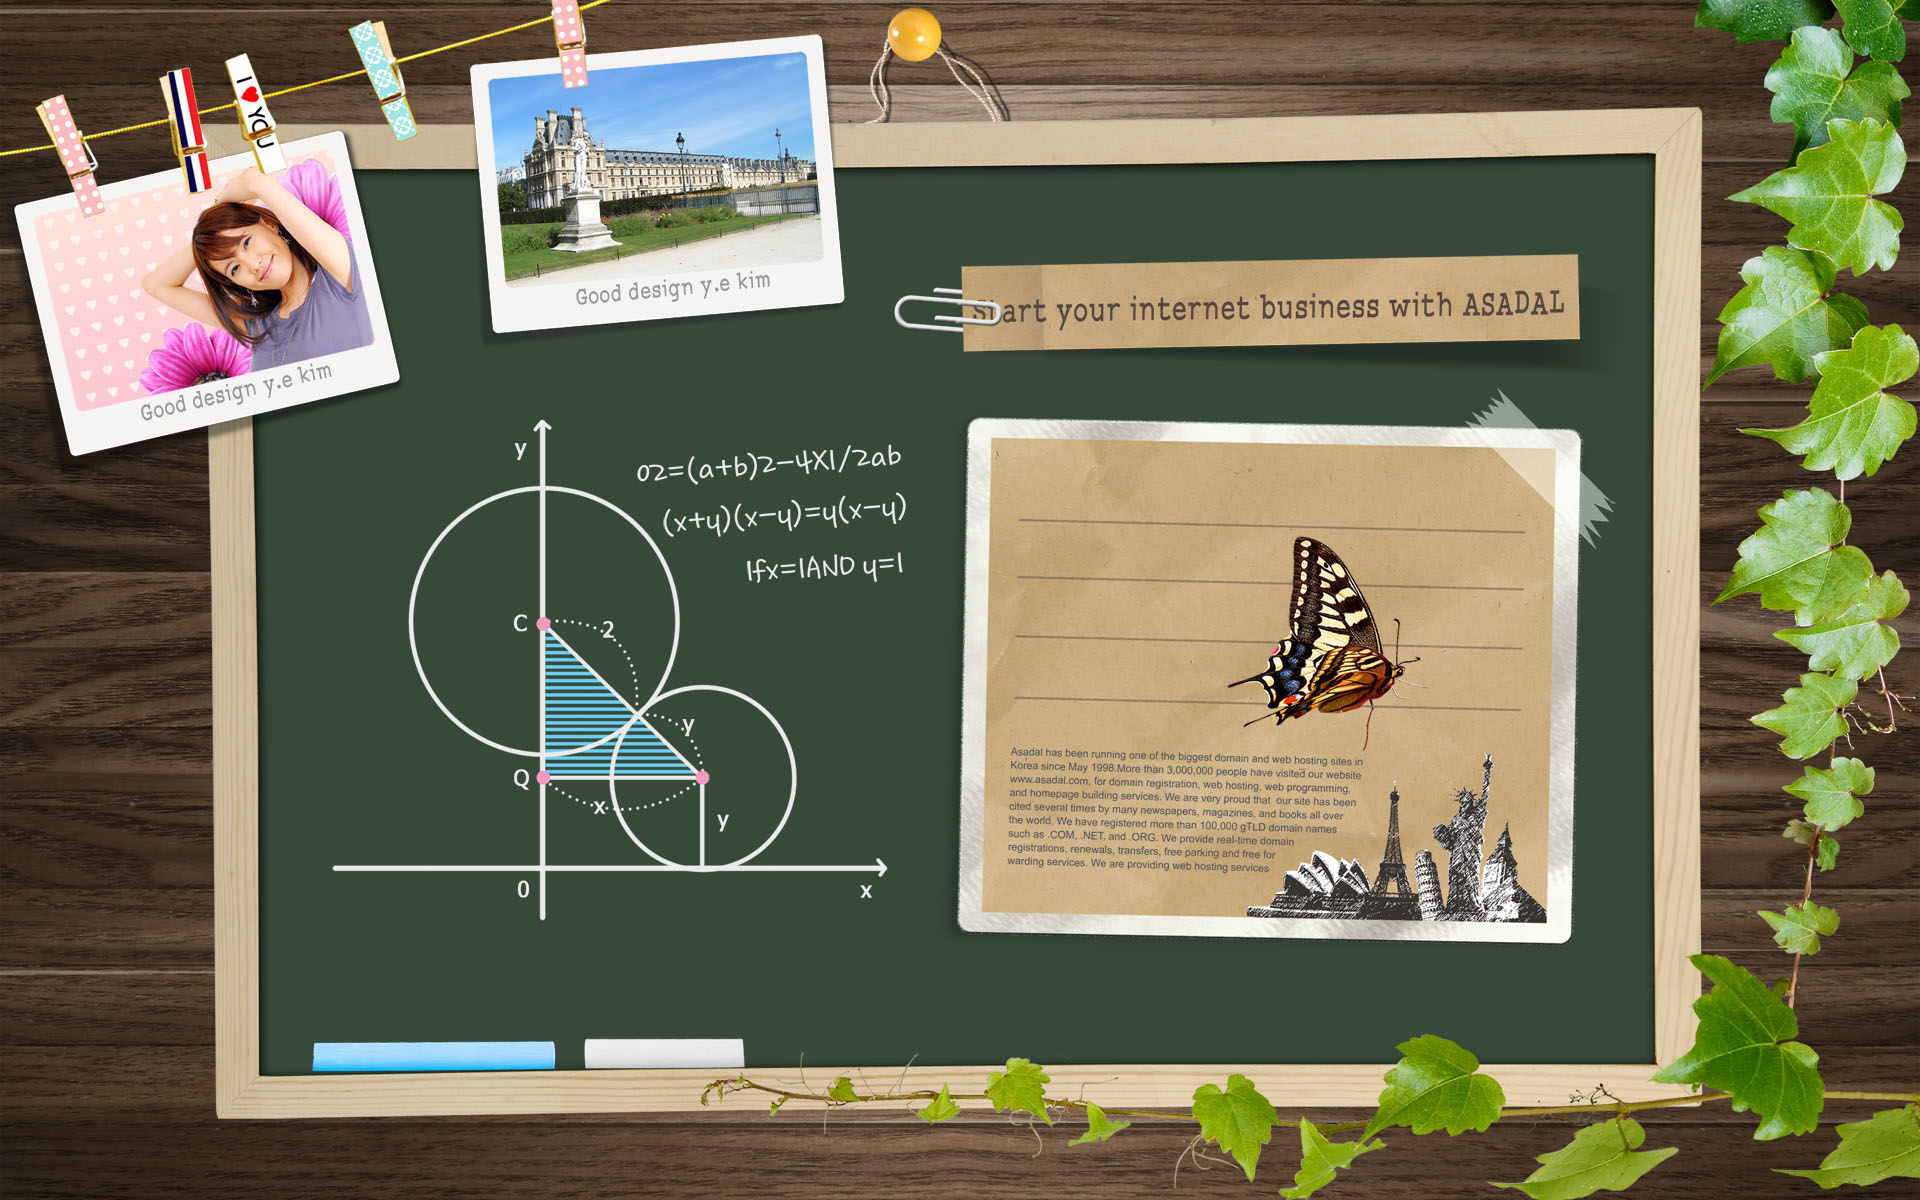 I ♥ YOU
Good design y.e kim
Good design y.e kim
Start your internet business with ASADAL
y
o2=(a+b)2-4X1/2ab
(x+y)(x-y)=y(x-y)
Ifx=1AND y=1
C
2
y
Q
x
y
0
x
Asadal has been running one of the biggest domain and web hosting sites in
Korea since May 1998.More than 3,000,000 people have visited our website
www.asadal.com, for domain registration, web hosting, web programming,
and homepage building services. We are very proud that our site has been
cited several times by many newspapers, magazines, and books all over
the world. We have registered more than 100,000 gTLD domain names
such as .COM, .NET, and .ORG. We provide real-time domain
registrations, renewals, transfers, free parking and free for
warding services. We are providing web hosting services